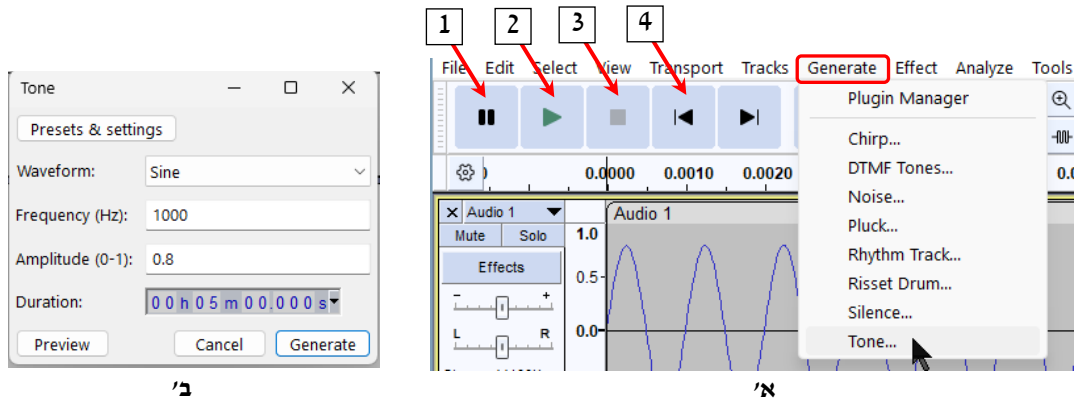 1 2 3 4
File Edit Select View Transport Tracks Generate Effect Analyze Tools
Plugin Manager
Chirp...
DTMF Tones...
Noise...
Pluck...
Rhythm Track...
Risset Drum...
Silence...
Tone...
0.0000 0.0010 0.0020
Audio 1
Mute Solo
Effects
- +
L R
1.0
0.5
0.0
Audio 1
Tone
Presets & settings
Waveform: Sine
Frequency (Hz): 1000
Amplitude (0-1): 0.8
Duration: 00h05m00.000s
Preview Cancel Generate
א'
ב'